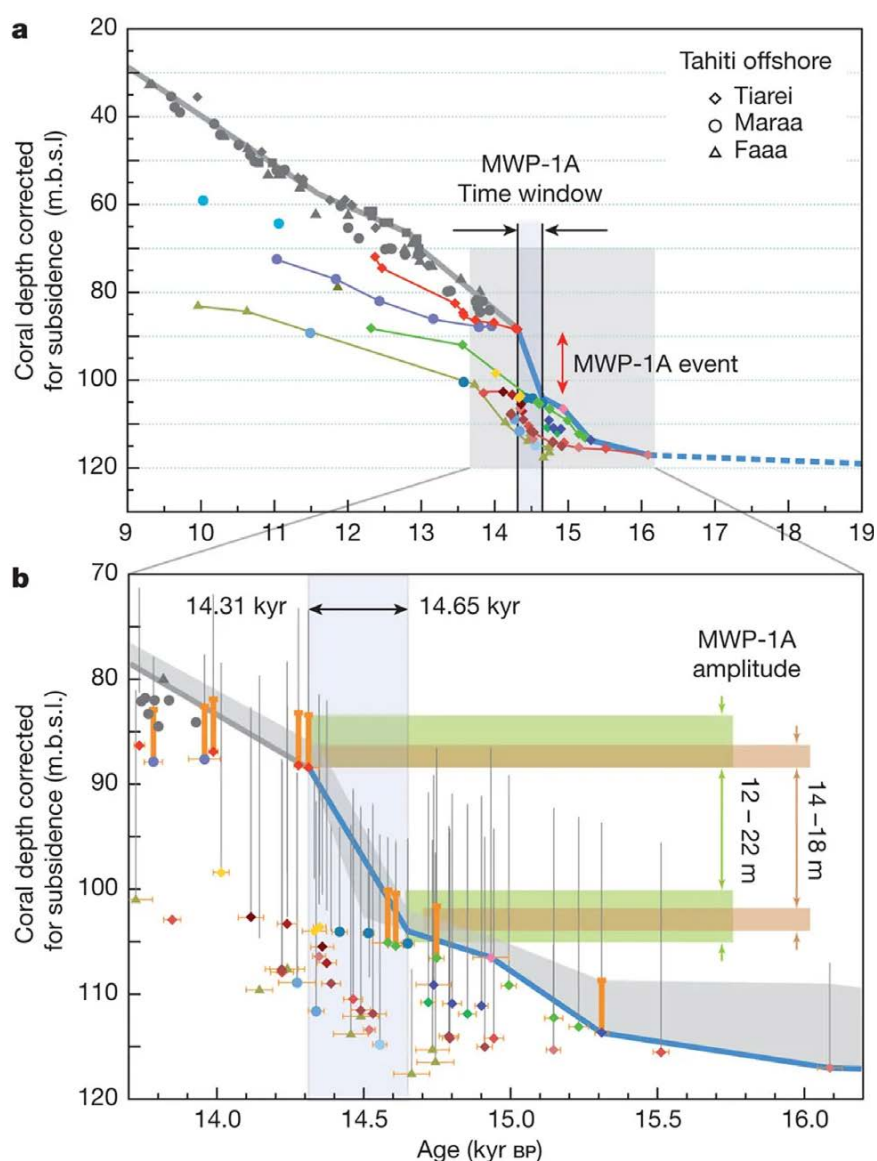 a
20
40
60
80
100
120
Coral depth corrected
for subsidence (m.b.s.l)
Tahiti offshore
Tiarei
Maraa
Faaa
MWP-1A
Time window
MWP-1A event
9 10 11 12 13 14 15 16 17 18 19
b
70
80
90
100
110
120
Coral depth corrected
for subsidence (m.b.s.l.)
14.31 kyr 14.65 kyr
MWP-1A
amplitude
12 – 22 m
14 –18 m
14.0 14.5 15.0 15.5 16.0
Age (kyr BP)